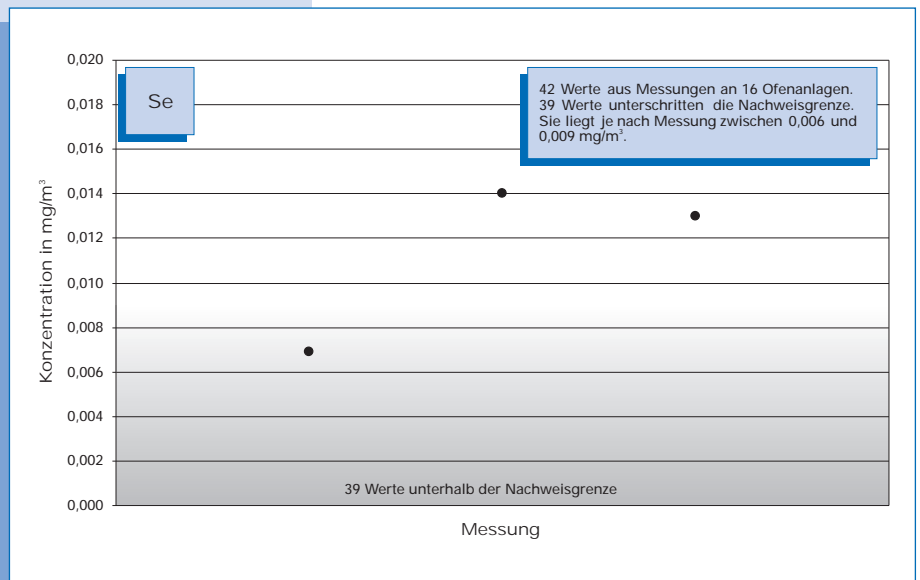 0,020
0,018
0,016
0,014
0,012
0,010
0,008
0,006
0,004
0,002
0,000
Konzentration in mg/m³
Se
42 Werte aus Messungen an 16 Ofenanlagen.
39 Werte unterschritten die Nachweisgrenze.
Sie liegt je nach Messung zwischen 0,006 und
0,009 mg/m³.
39 Werte unterhalb der Nachweisgrenze
Messung